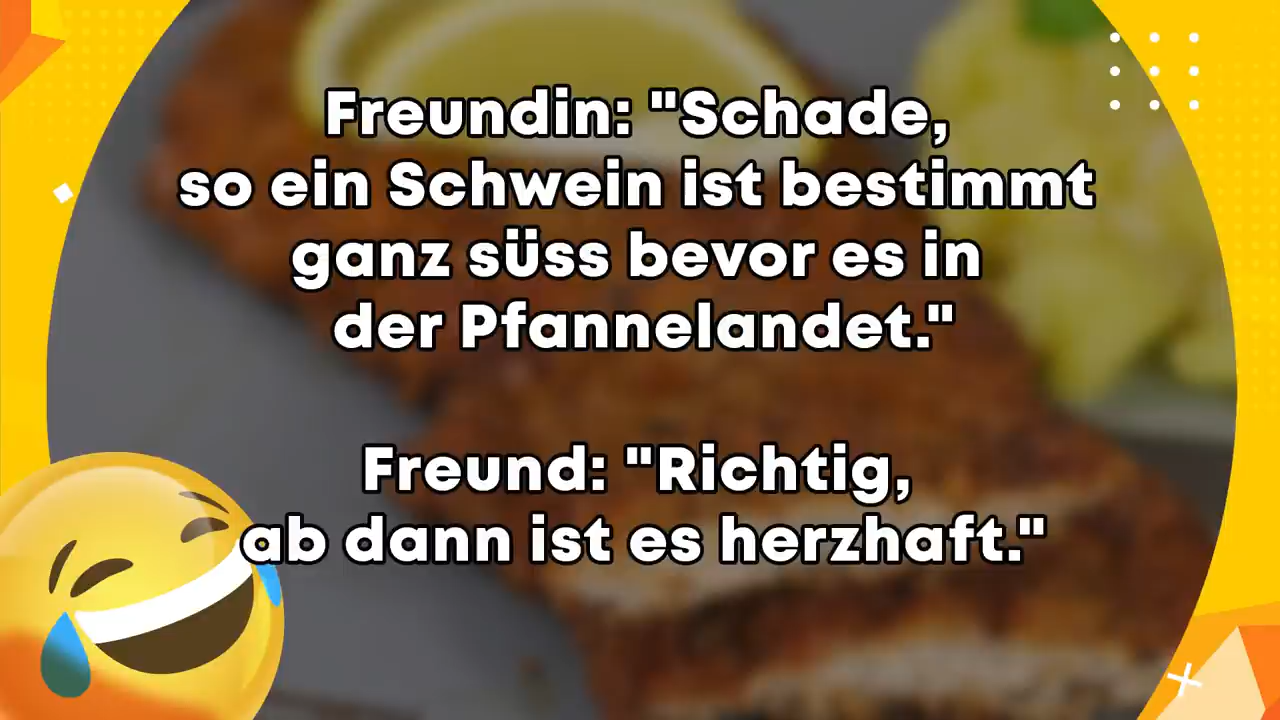 Freundin: "Schade,
so ein Schwein ist bestimmt
ganz süss bevor es in
der Pfannelandet."
Freund: "Richtig,
ab dann ist es herzhaft."